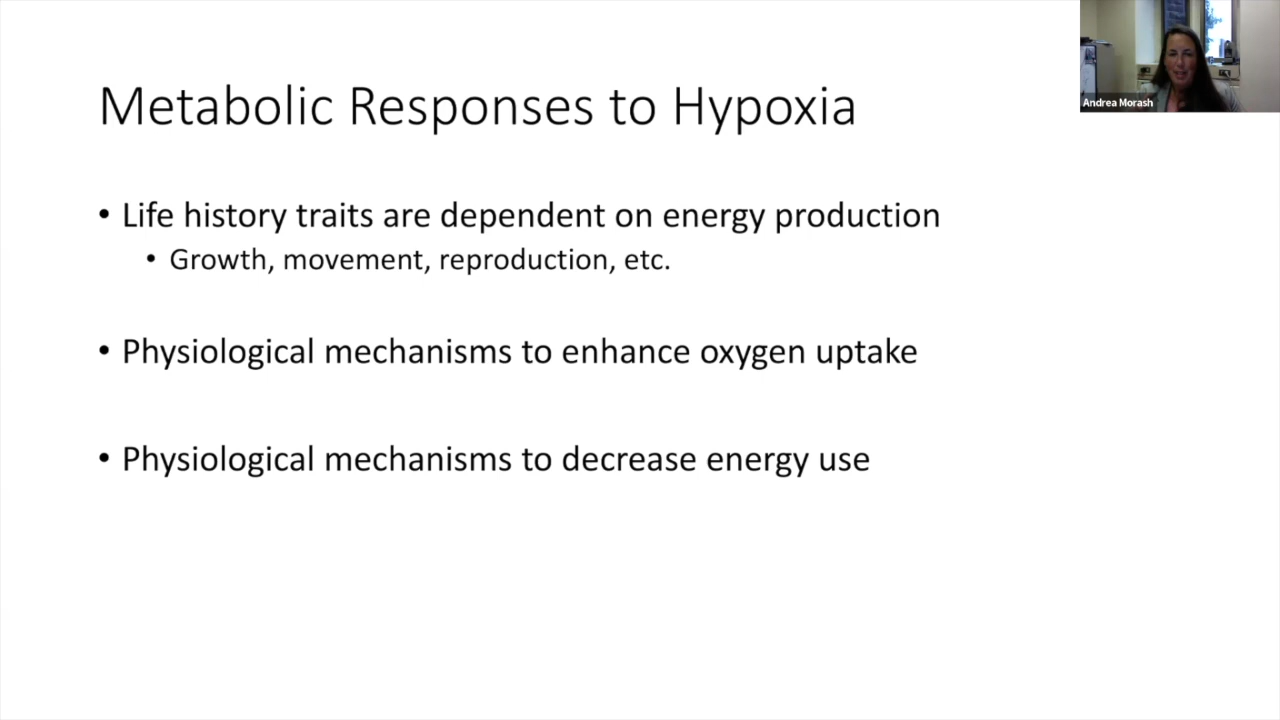 Metabolic Responses to Hypoxia
Andrea Morash
• Life history traits are dependent on energy production
• Growth, movement, reproduction, etc.
• Physiological mechanisms to enhance oxygen uptake
• Physiological mechanisms to decrease energy use